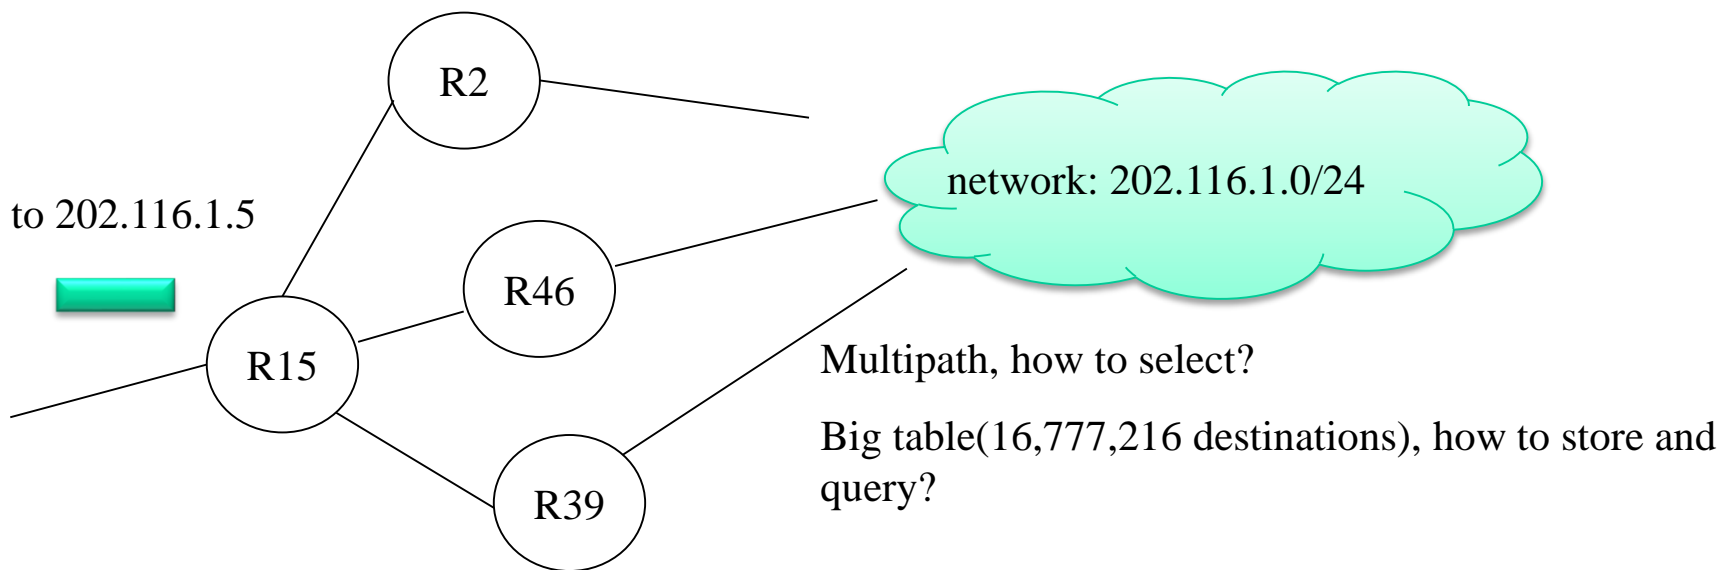 R2
network: 202.116.1.0/24
to 202.116.1.5
R46
R15
Multipath, how to select?
Big table(16,777,216 destinations), how to store and
query?
R39